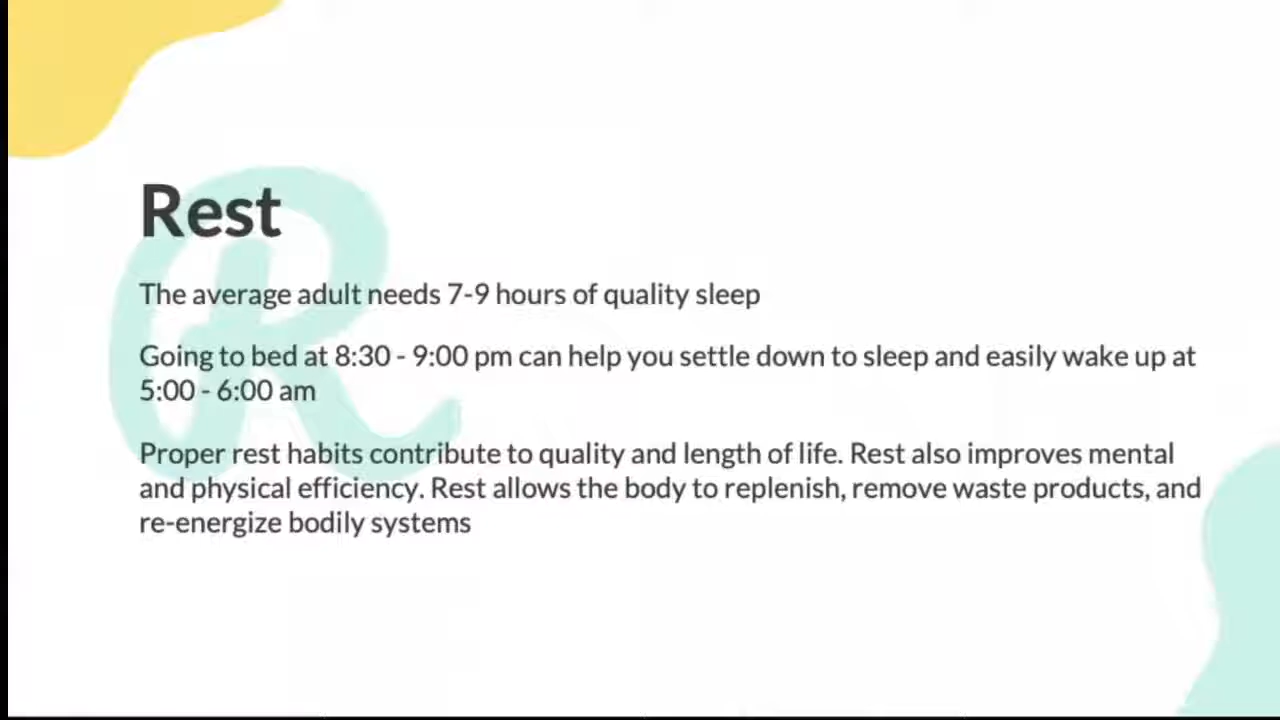 Rest
The average adult needs 7-9 hours of quality sleep
Going to bed at 8:30 - 9:00 pm can help you settle down to sleep and easily wake up at
5:00 - 6:00 am
Proper rest habits contribute to quality and length of life. Rest also improves mental
and physical efficiency. Rest allows the body to replenish, remove waste products, and
re-energize bodily systems
R